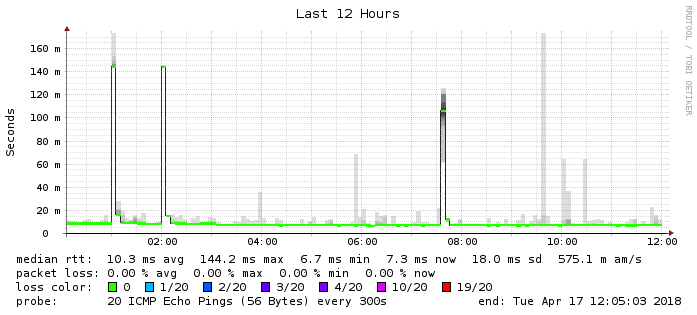 Last 12 Hours
RRDTOOL / TOBI OETIKER
Seconds
160 m
140 m
120 m
100 m
80 m
60 m
40 m
20 m
0
02:00 04:00 06:00 08:00 10:00 12:00
median rtt: 10.3 ms avg 144.2 ms max 6.7 ms min 7.3 ms now 18.0 ms sd 575.1 m am/s
packet loss: 0.00 % avg 0.00 % max 0.00 % min 0.00 % now
loss color: 0 1/20 2/20 3/20 4/20 10/20 19/20
probe: 20 ICMP Echo Pings (56 Bytes) every 300s end: Tue Apr 17 12:05:03 2018